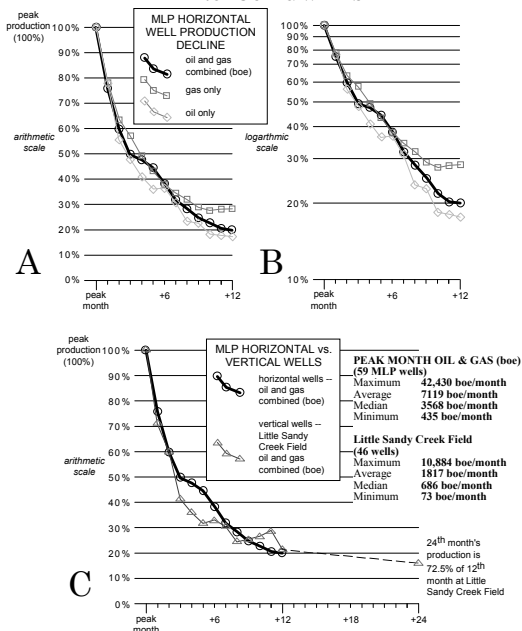 peak
production
(100%)
100%
90%
80%
70%
60%
50%
40%
30%
20%
10%
0%
arithmetic
scale
MLP HORIZONTAL
WELL PRODUCTION
DECLINE
oil and gas
combined (boe)
gas only
oil only
A
peak
month
+6
+12
peak
production
(100%)
100%
90%
80%
70%
60%
50%
40%
30%
20%
10%
logarthmic
scale
B
peak
month
+6
+12
peak
production
(100%)
100%
90%
80%
70%
60%
50%
40%
30%
20%
10%
0%
arithmetic
scale
MLP HORIZONTAL vs.
VERTICAL WELLS
horizontal wells --
oil and gas
combined (boe)
vertical wells --
Little Sandy
Creek Field
oil and gas
combined (boe)
PEAK MONTH OIL & GAS (boe)
(59 MLP wells)
Maximum 42,430 boe/month
Average 7119 boe/month
Median 3568 boe/month
Minimum 435 boe/month
Little Sandy Creek Field
(46 wells)
Maximum 10,884 boe/month
Average 1817 boe/month
Median 686 boe/month
Minimum 73 boe/month
24th month's
production is
72.5% of 12th
month at Little
Sandy Creek Field
C
peak
month
+6
+12
+18
+24